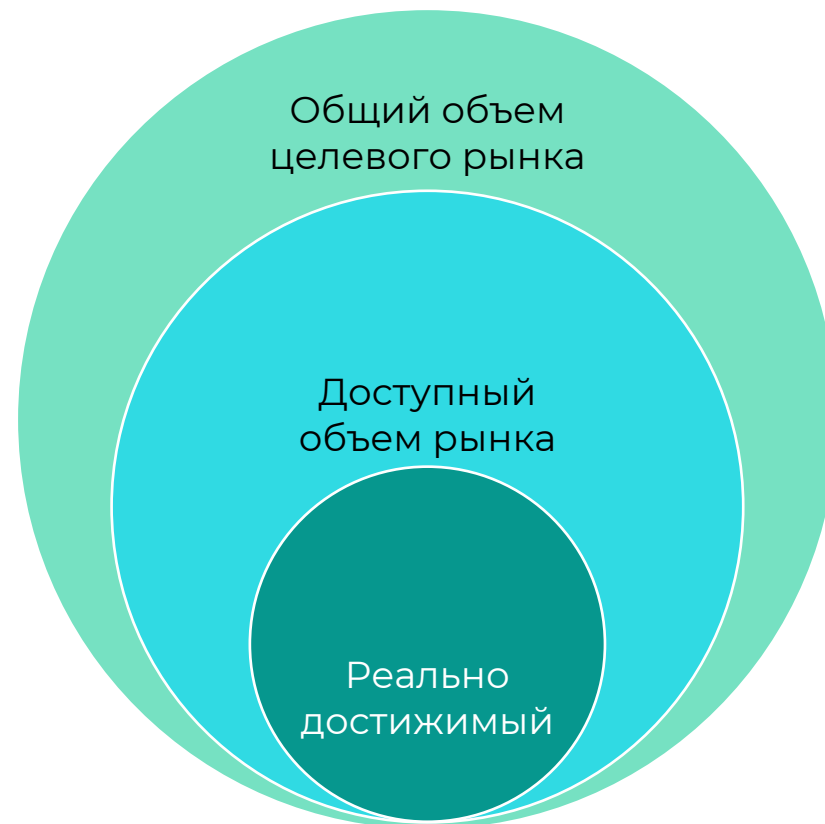 Общий объем
целевого рынка
Доступный
объем рынка
Реально
достижимый